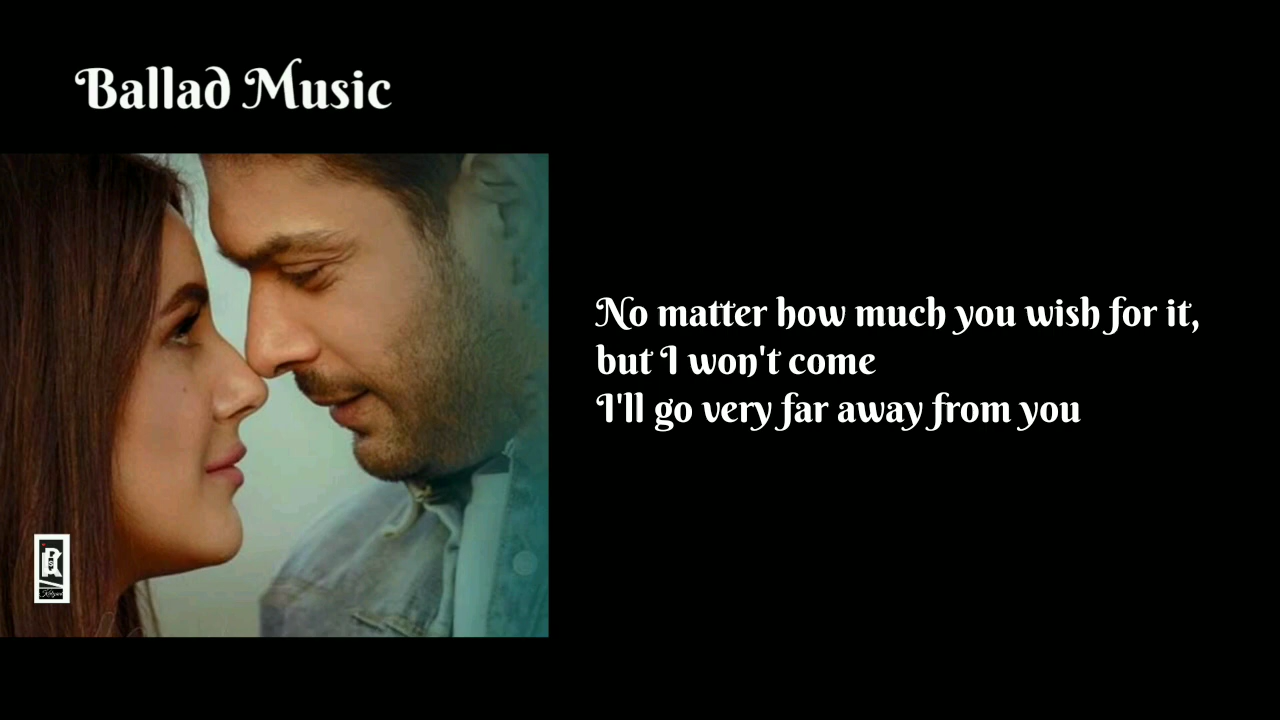 Ballad Music
No matter how much you wish for it,
but I won't come
I'll go very far away from you